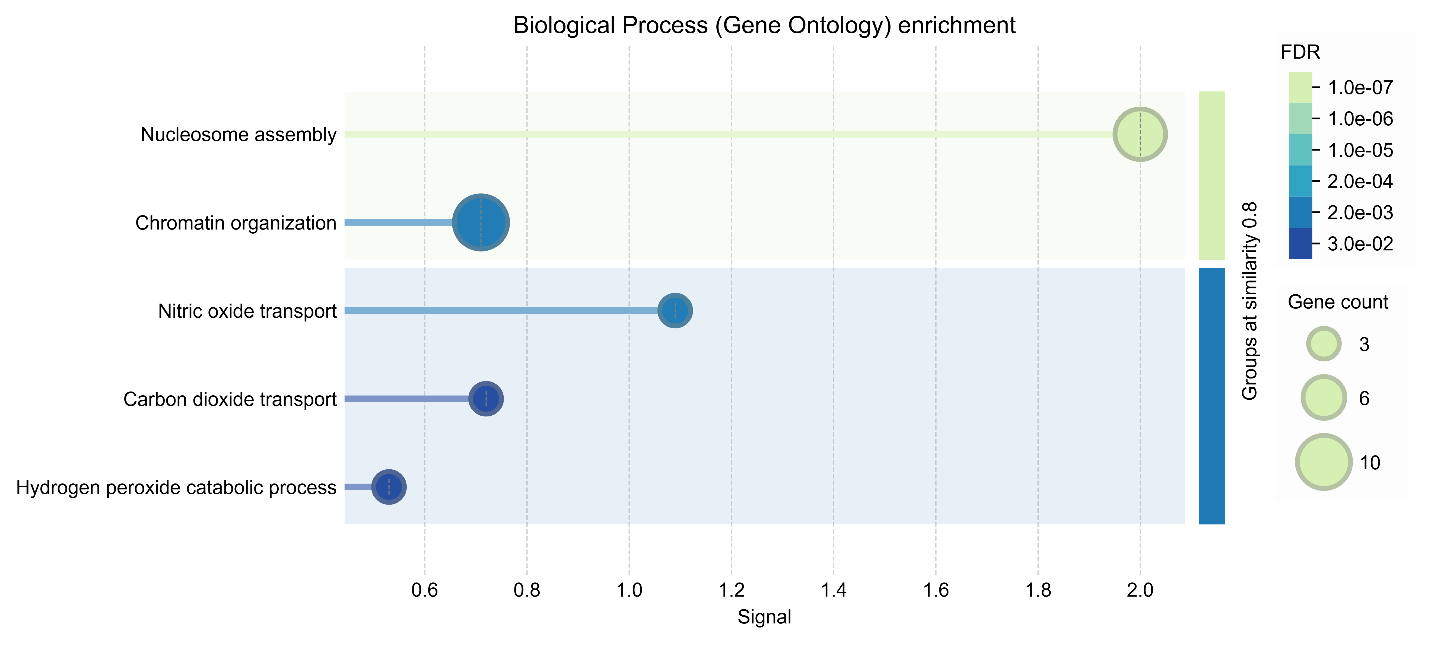 Biological Process (Gene Ontology) enrichment
Nucleosome assembly
Chromatin organization
Nitric oxide transport
Carbon dioxide transport
Hydrogen peroxide catabolic process
0.6 0.8 1.0 1.2 1.4 1.6 1.8 2.0
Signal
Groups at similarity 0.8
FDR
1.0e-07
1.0e-06
1.0e-05
2.0e-04
2.0e-03
3.0e-02
Gene count
3
6
10